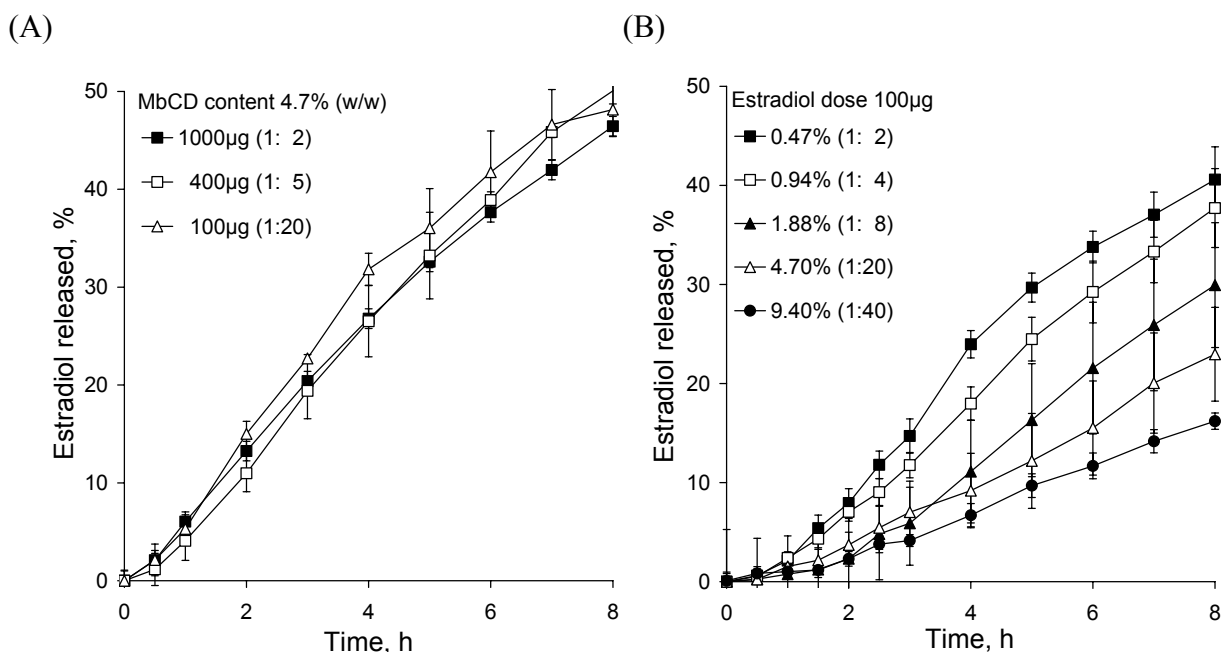 (A)
Estradiol released, %
50
40
30
20
10
0
MbCD content 4.7% (w/w)
1000µg (1: 2)
400µg (1: 5)
100µg (1:20)
0 2 4 6 8
Time, h
(B)
Estradiol released, %
50
40
30
20
10
0
Estradiol dose 100µg
0.47% (1: 2)
0.94% (1: 4)
1.88% (1: 8)
4.70% (1:20)
9.40% (1:40)
0 2 4 6 8
Time, h